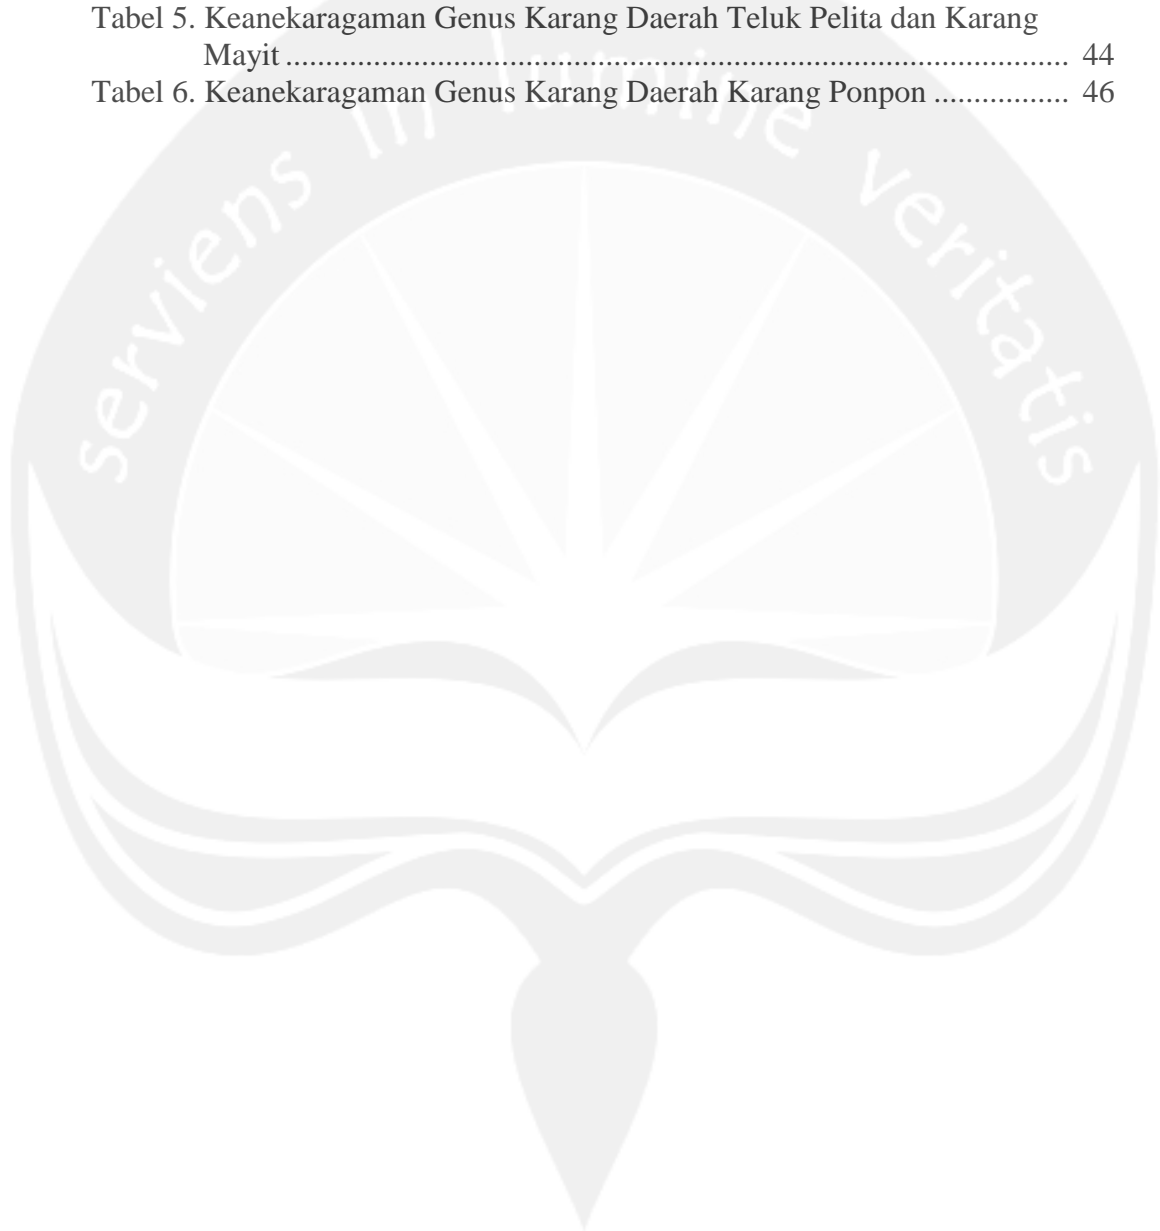 Tabel 5. Keanekaragaman Genus Karang Daerah Teluk Pelita dan Karang
Mayit .................................................................................................. 44
Tabel 6. Keanekaragaman Genus Karang Daerah Karang Ponpon ................. 46
serviens in lumine veritatis